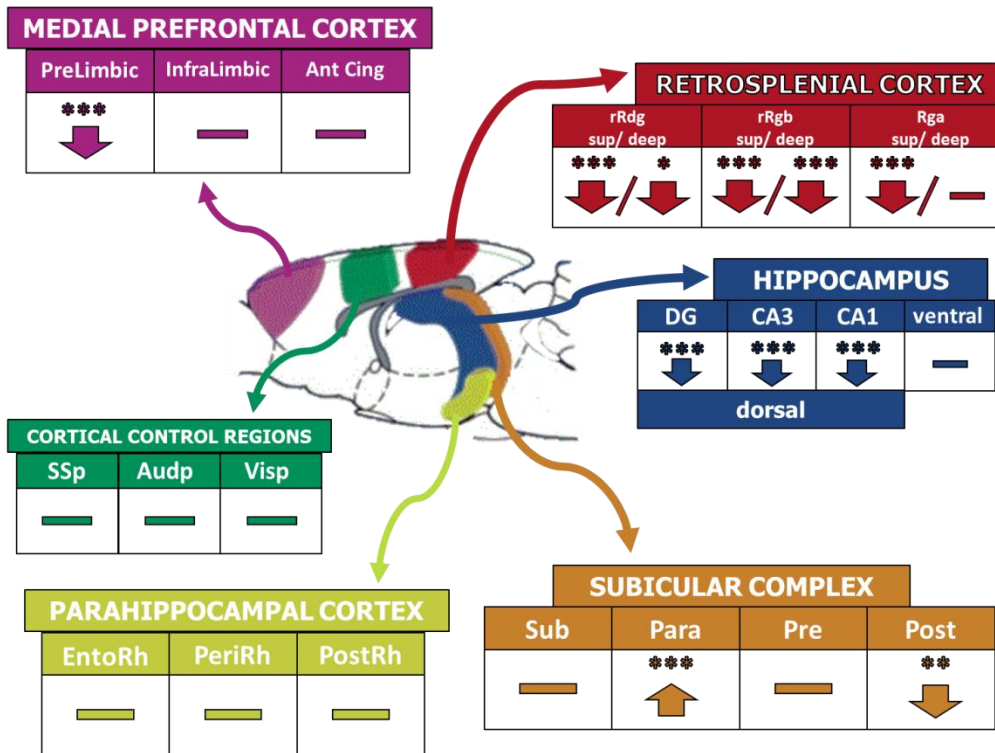 MEDIAL PREFRONTAL CORTEX
PreLimbic InfraLimbic Ant Cing
***
RETROSPLENIAL CORTEX
rRdg rRgb Rga
sup/ deep sup/ deep sup/ deep
*** / * *** / *** *** /
HIPPOCAMPUS
DG CA3 CA1 ventral
*** *** ***
dorsal
CORTICAL CONTROL REGIONS
SSp Audp Visp
PARAHIPPOCAMPAL CORTEX
EntoRh PeriRh PostRh
SUBICULAR COMPLEX
Sub Para Pre Post
*** **